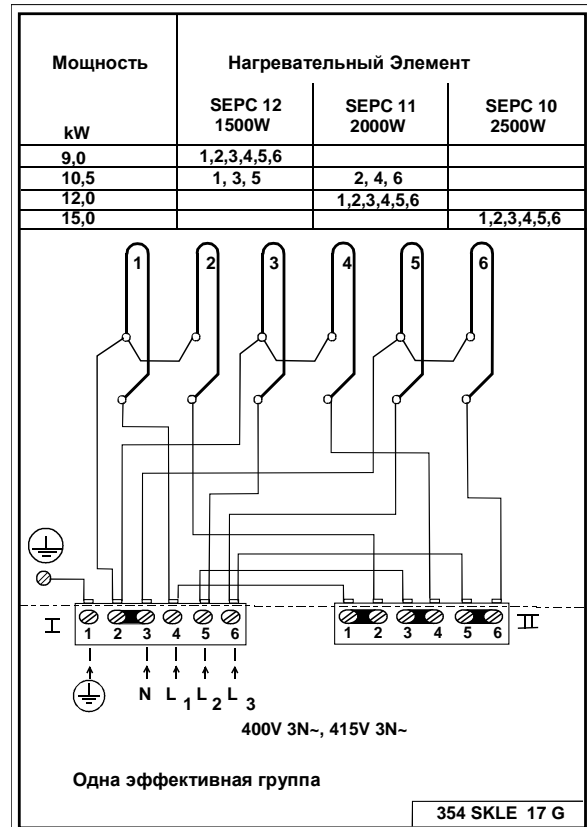 Мощность Нагревательный Элемент
SEPC 12 SEPC 11 SEPC 10
kW 1500W 2000W 2500W
9,0 1,2,3,4,5,6
10,5 1, 3, 5 2, 4, 6
12,0 1,2,3,4,5,6
15,0 1,2,3,4,5,6
1 2 3 4 5 6
I 1 2 3 4 5 6 1 2 3 4 5 6 II
N L 1 L 2 L 3
400V 3N~, 415V 3N~
Одна эффективная группа
354 SKLE 17 G